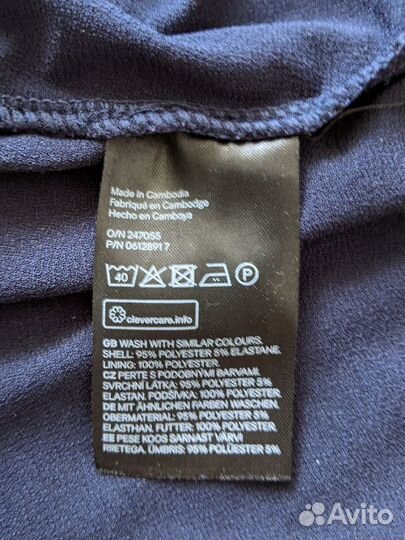 Made in Cambodia
Fabriqué en Cambodge
Hecho en Camboya
O/N 247055
P/N 06128917
40 P
clevercare.info
GB WASH WITH SIMILAR COLOURS.
SHELL: 95% POLYESTER 5% ELASTANE.
LINING: 100% POLYESTER.
CZ PERTE S PODOBNÝMI BARVAMI.
SVRCHNÍ LÁTKA: 95% POLYESTER 5%
ELASTAN. PODŠÍVKA: 100% POLYESTER.
DE MIT ÄHNLICHEN FARBEN WASCHEN.
OBERMATERIAL: 95% POLYESTER 5%
ELASTHAN. FUTTER: 100% POLYESTER.
EE PESE KOOS SARNAST VÄRVI
RIIETEGA. ÜMBRIS: 95% POLÜESTER 5%
Avito